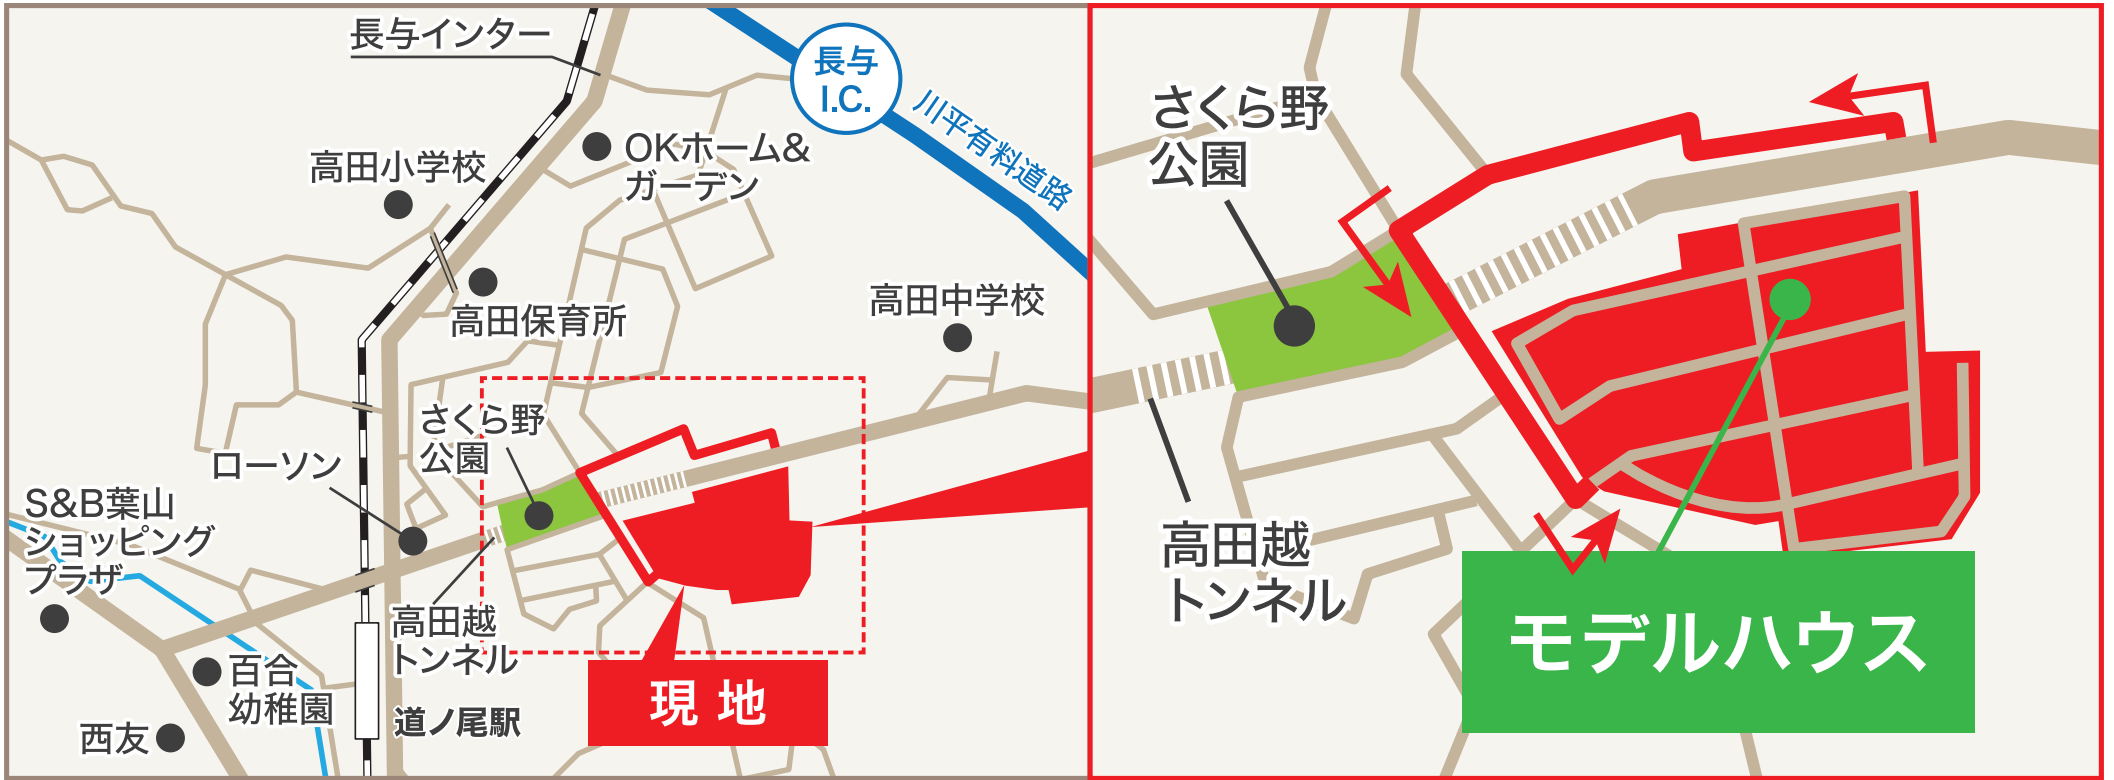 長与インター
長与
I.C.
川平有料道路
OKホーム&
ガーデン
高田小学校
高田保育所
高田中学校
さくら野
公園
ローソン
S&B葉山
ショッピング
プラザ
高田越
トンネル
百合
幼稚園
道ノ尾駅
西友
現地
さくら野
公園
高田越
トンネル
モデルハウス